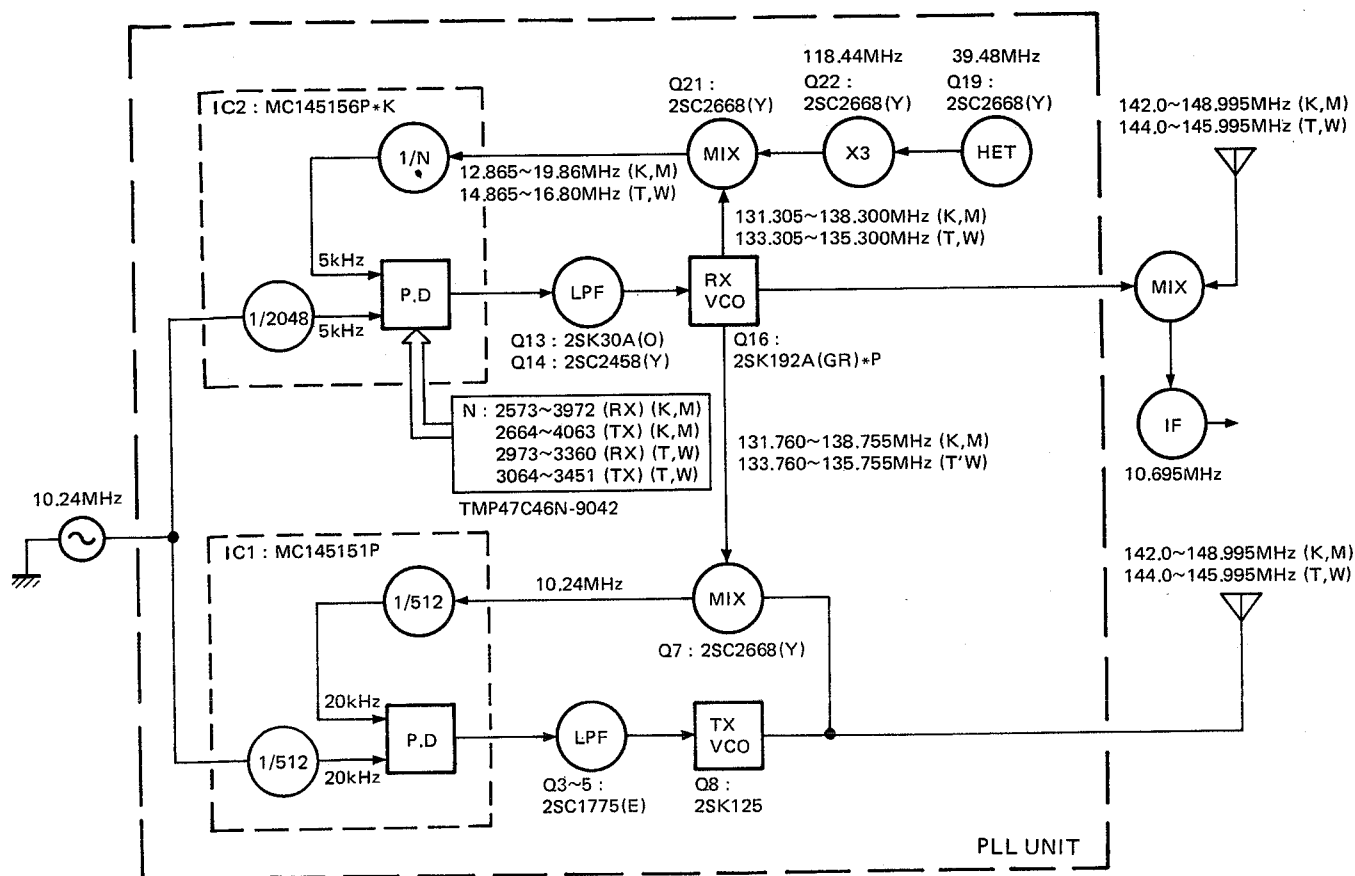 118.44MHz
39.48MHz
Q21 :
2SC2668(Y)
Q22 :
2SC2668(Y)
Q19 :
2SC2668(Y)
142.0~148.995MHz (K,M)
144.0~145.995MHz (T,W)
IC2 : MC145156P*K
1/N
MIX
X3
HET
12.865~19.86MHz (K,M)
14.865~16.80MHz (T,W)
131.305~138.300MHz (K,M)
133.305~135.300MHz (T,W)
5kHz
P.D
LPF
RX
VCO
MIX
1/2048
5kHz
Q13 : 2SK30A(O)
Q14 : 2SC2458(Y)
Q16 :
2SK192A(GR)*P
N : 2573~3972 (RX) (K,M)
2664~4063 (TX) (K,M)
2973~3360 (RX) (T,W)
3064~3451 (TX) (T,W)
TMP47C46N-9042
131.760~138.755MHz (K,M)
133.760~135.755MHz (T'W)
IF
10.695MHz
10.24MHz
IC1 : MC145151P
142.0~148.995MHz (K,M)
144.0~145.995MHz (T,W)
1/512
10.24MHz
MIX
Q7 : 2SC2668(Y)
20kHz
P.D
LPF
TX
VCO
1/512
20kHz
Q3~5 :
2SC1775(E)
Q8 :
2SK125
PLL UNIT